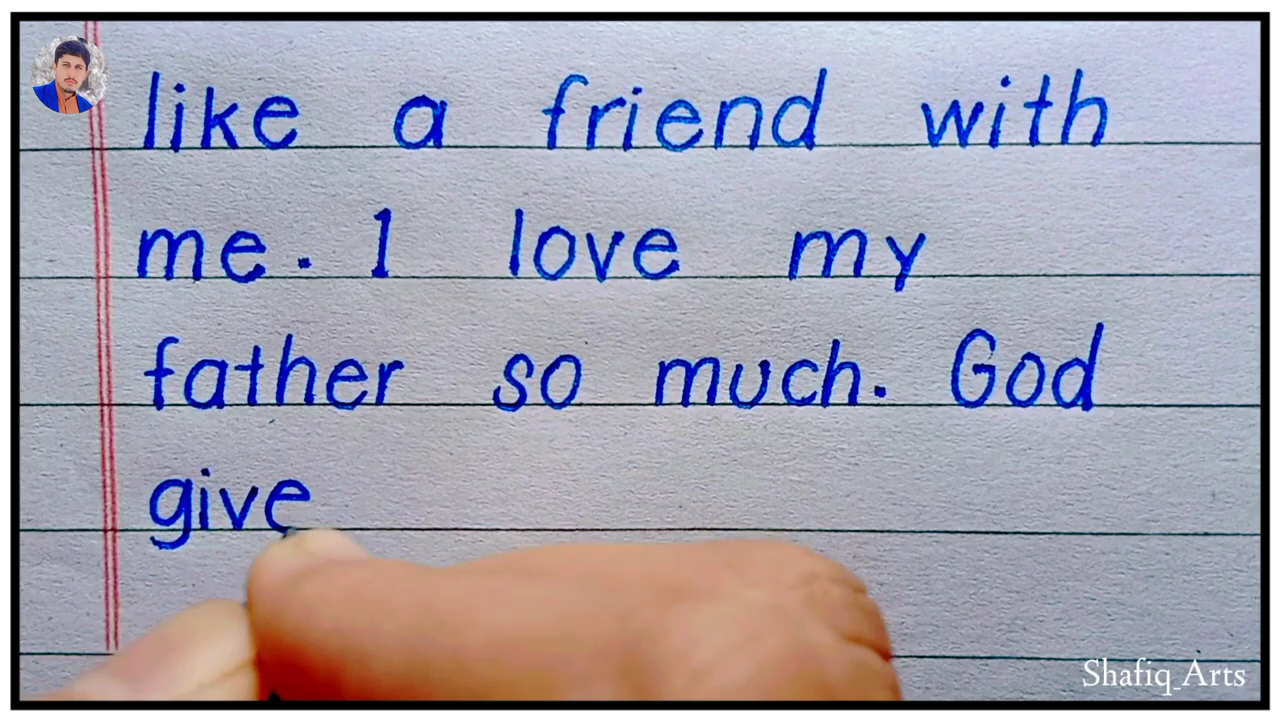 like a friend with
me. I love my
father so much. God
give
Shafiq_Arts